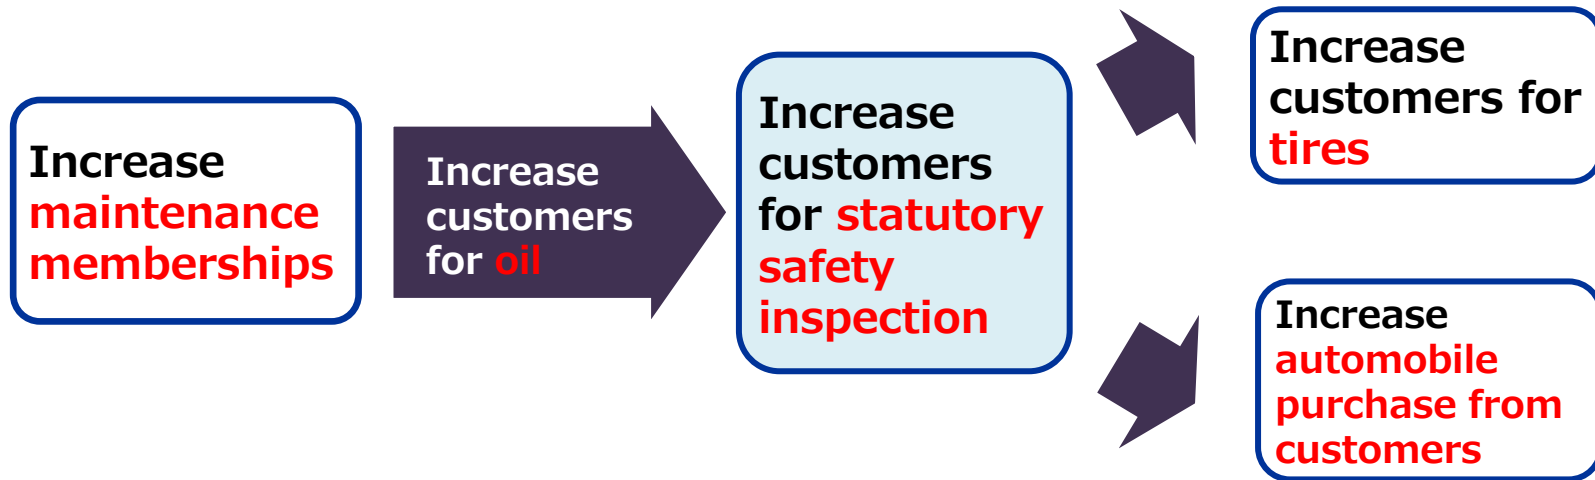 Increase
maintenance
memberships
Increase
customers
for oil
Increase
customers
for statutory
safety
inspection
Increase
customers for
tires
Increase
automobile
purchase from
customers